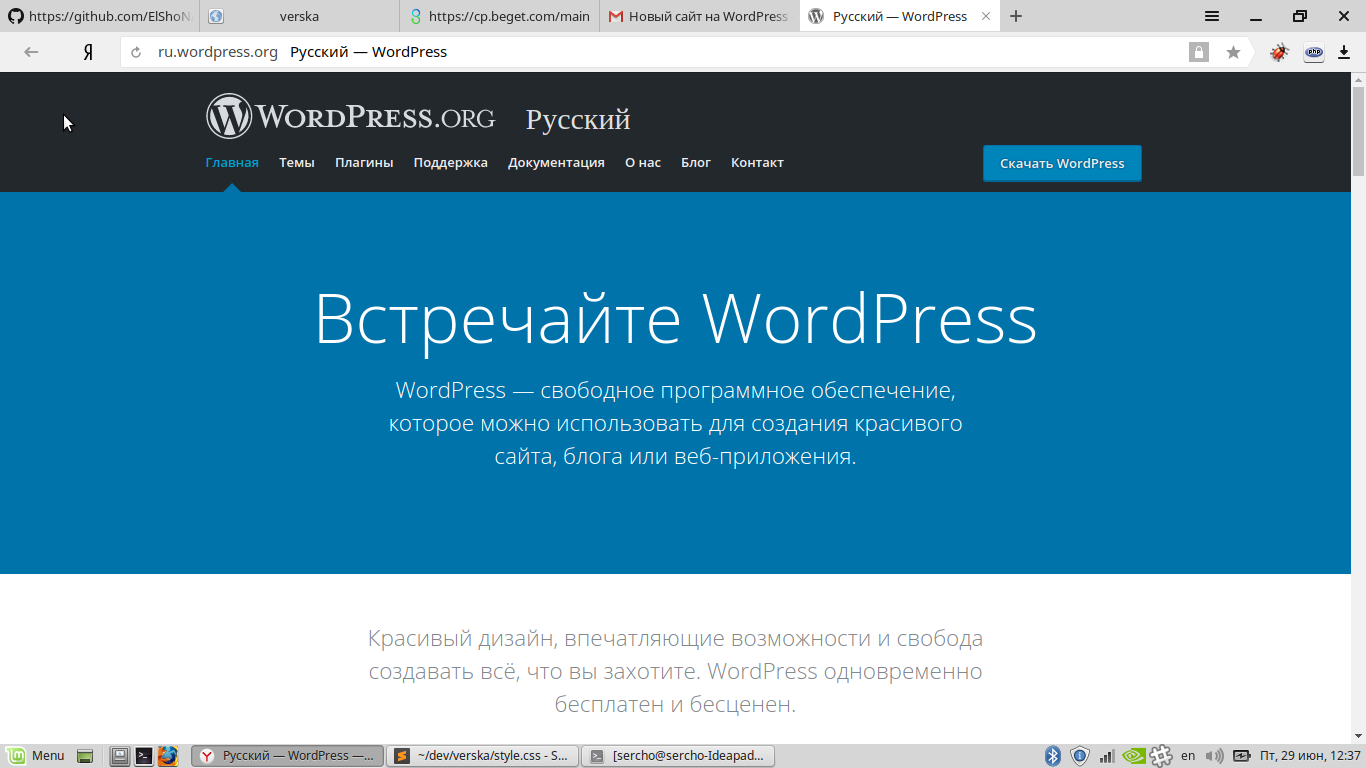 https://github.com/ElShoN
verska
https://cp.beget.com/main
Новый сайт на WordPress
Русский — WordPress
Я
ru.wordpress.org Русский — WordPress
php
WORDPRESS.ORG Русский
Главная Темы Плагины Поддержка Документация О нас Блог Контакт
Скачать WordPress
Встречайте WordPress
WordPress — свободное программное обеспечение,
которое можно использовать для создания красивого
сайта, блога или веб-приложения.
Красивый дизайн, впечатляющие возможности и свобода
создавать всё, что вы захотите. WordPress одновременно
бесплатен и бесценен.
Menu
Русский — WordPress —...
~/dev/verska/style.css - S...
[sercho@sercho-Ideapad...
en
Пт, 29 июн, 12:37